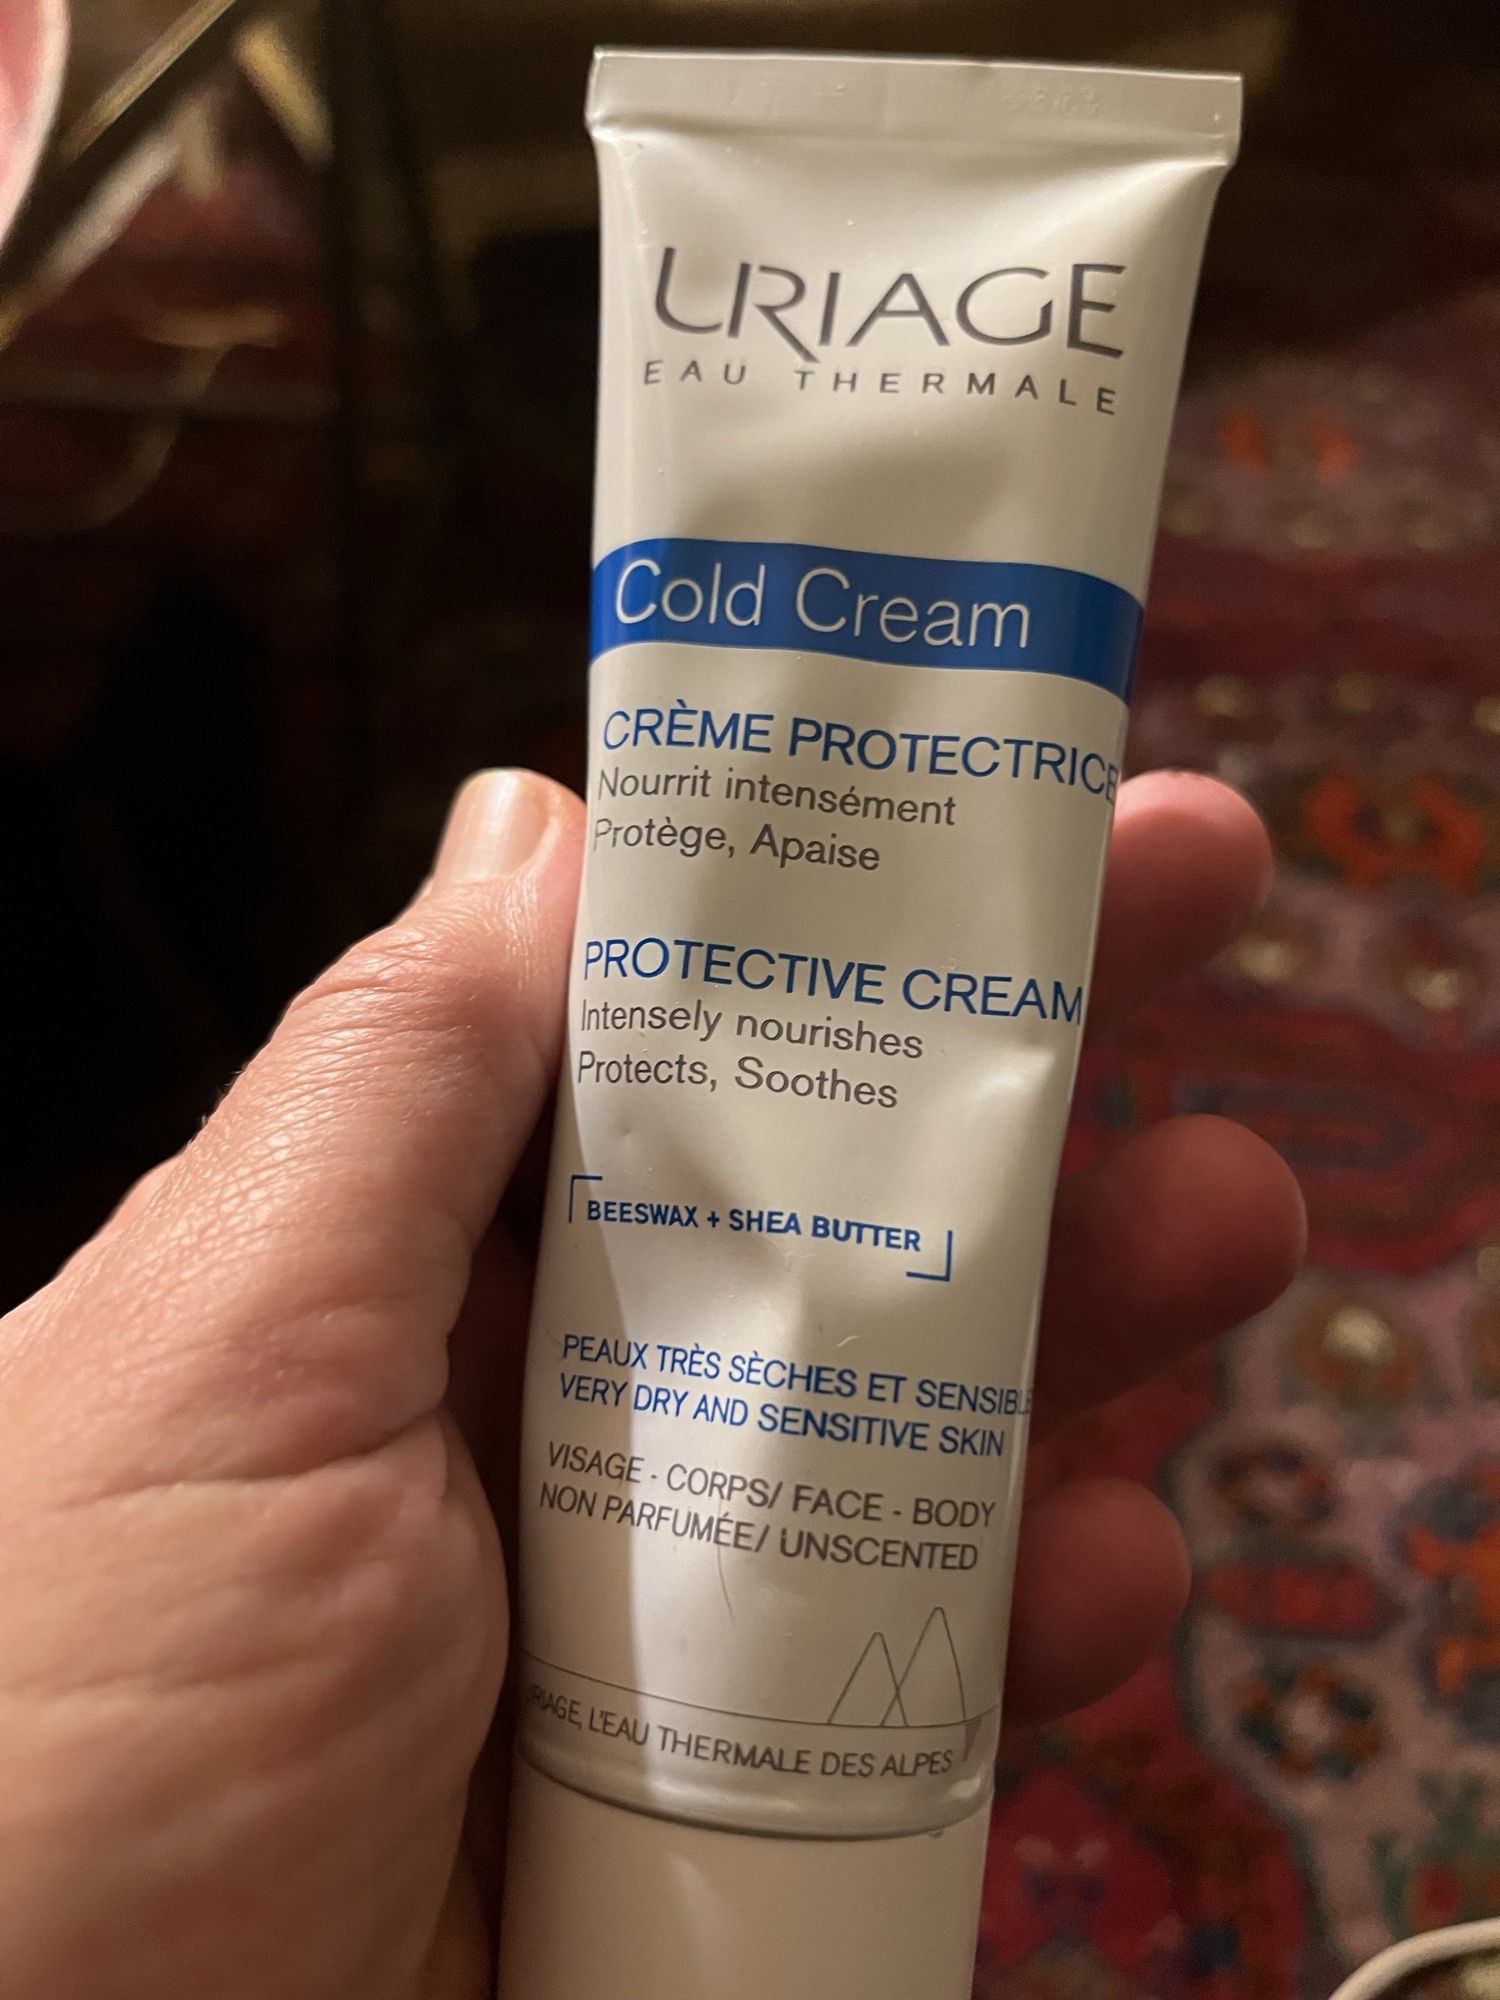 URIAGE
EAU THERMALE
Cold Cream
CRÈME PROTECTRICE
Nourrit intensément
Protège, Apaise
PROTECTIVE CREAM
Intensely nourishes
Protects, Soothes
BEESWAX + SHEA BUTTER
PEAUX TRÈS SÈCHES ET SENSIBLE
VERY DRY AND SENSITIVE SKIN
VISAGE - CORPS/ FACE - BODY
NON PARFUMÉE/ UNSCENTED
URIAGE, L'EAU THERMALE DES ALPES